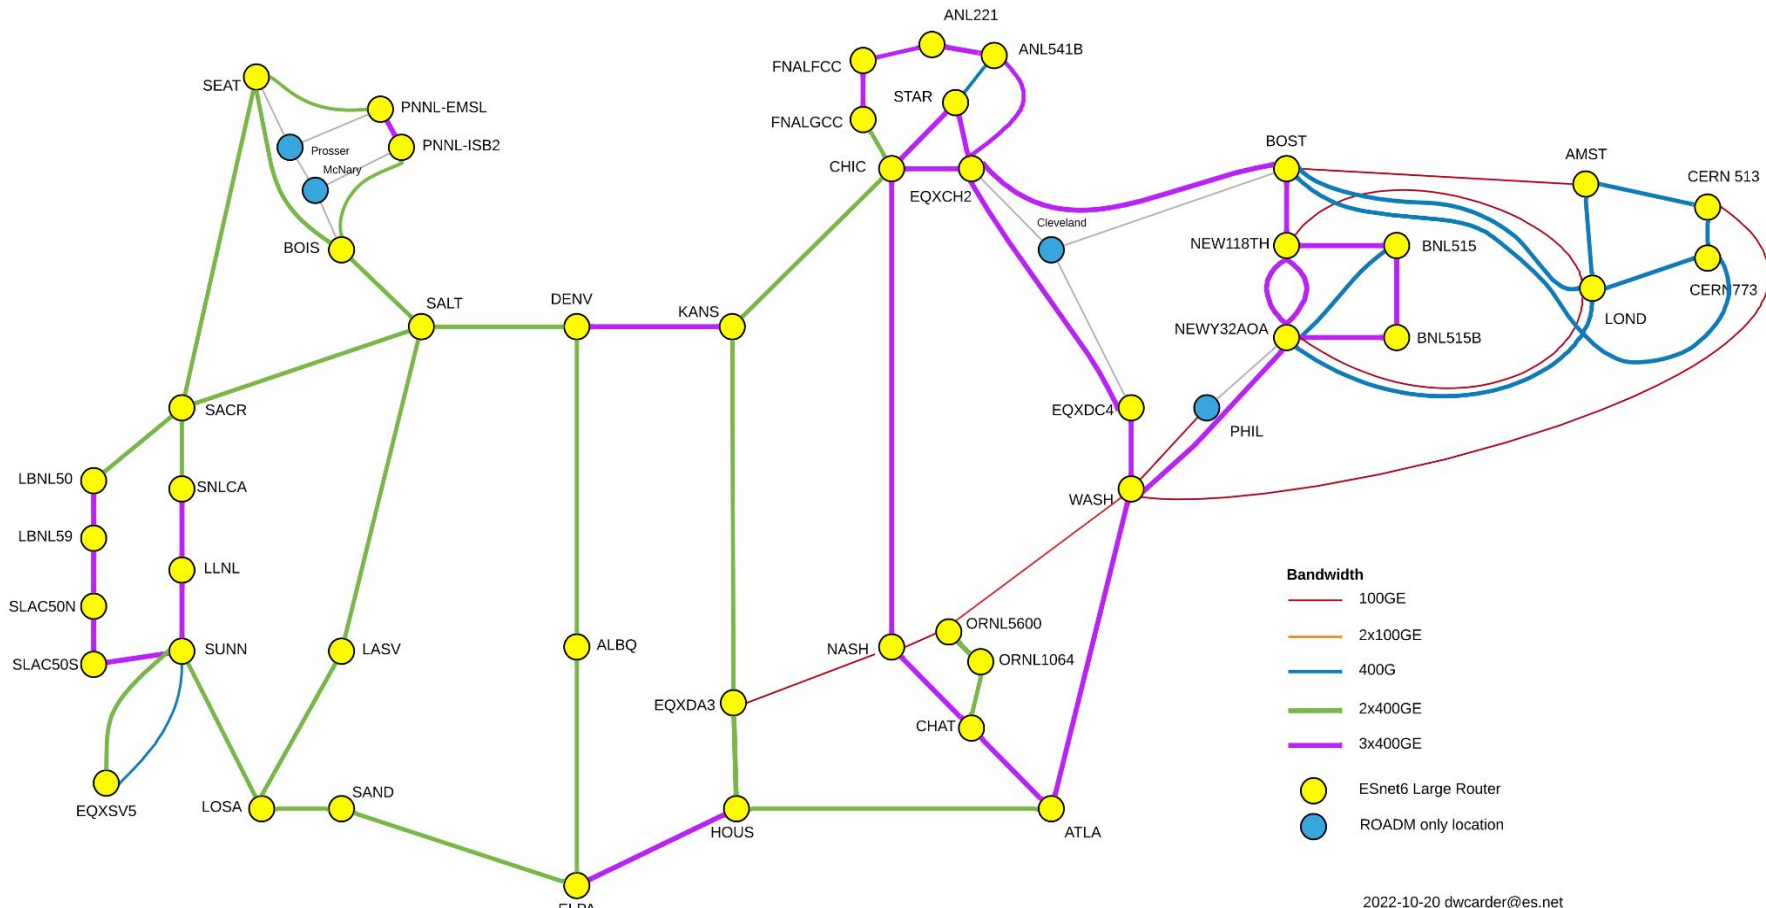 ANL221
ANL541B
FNALFCC
SEAT
STAR
PNNL-EMSL
FNALGCC
PNNL-ISB2
Prosser
BOST
AMST
McNary
CHIC
CERN 513
EQXCH2
Cleveland
BOIS
NEW118TH
BNL515
CERN773
SALT
DENV
KANS
LOND
NEWY32AOA
BNL515B
SACR
EQXDC4
PHIL
LBNL50
SNLCA
WASH
LBNL59
LLNL
Bandwidth
100GE
SLAC50N
ORNL5600
2x100GE
SUNN
LASV
ALBQ
NASH
SLAC50S
ORNL1064
400G
EQXDA3
2x400GE
CHAT
3x400GE
ESnet6 Large Router
SAND
LOSA
EQXSV5
HOUS
ATLA
ROADM only location
2022-10-20 dwcarder@es.net